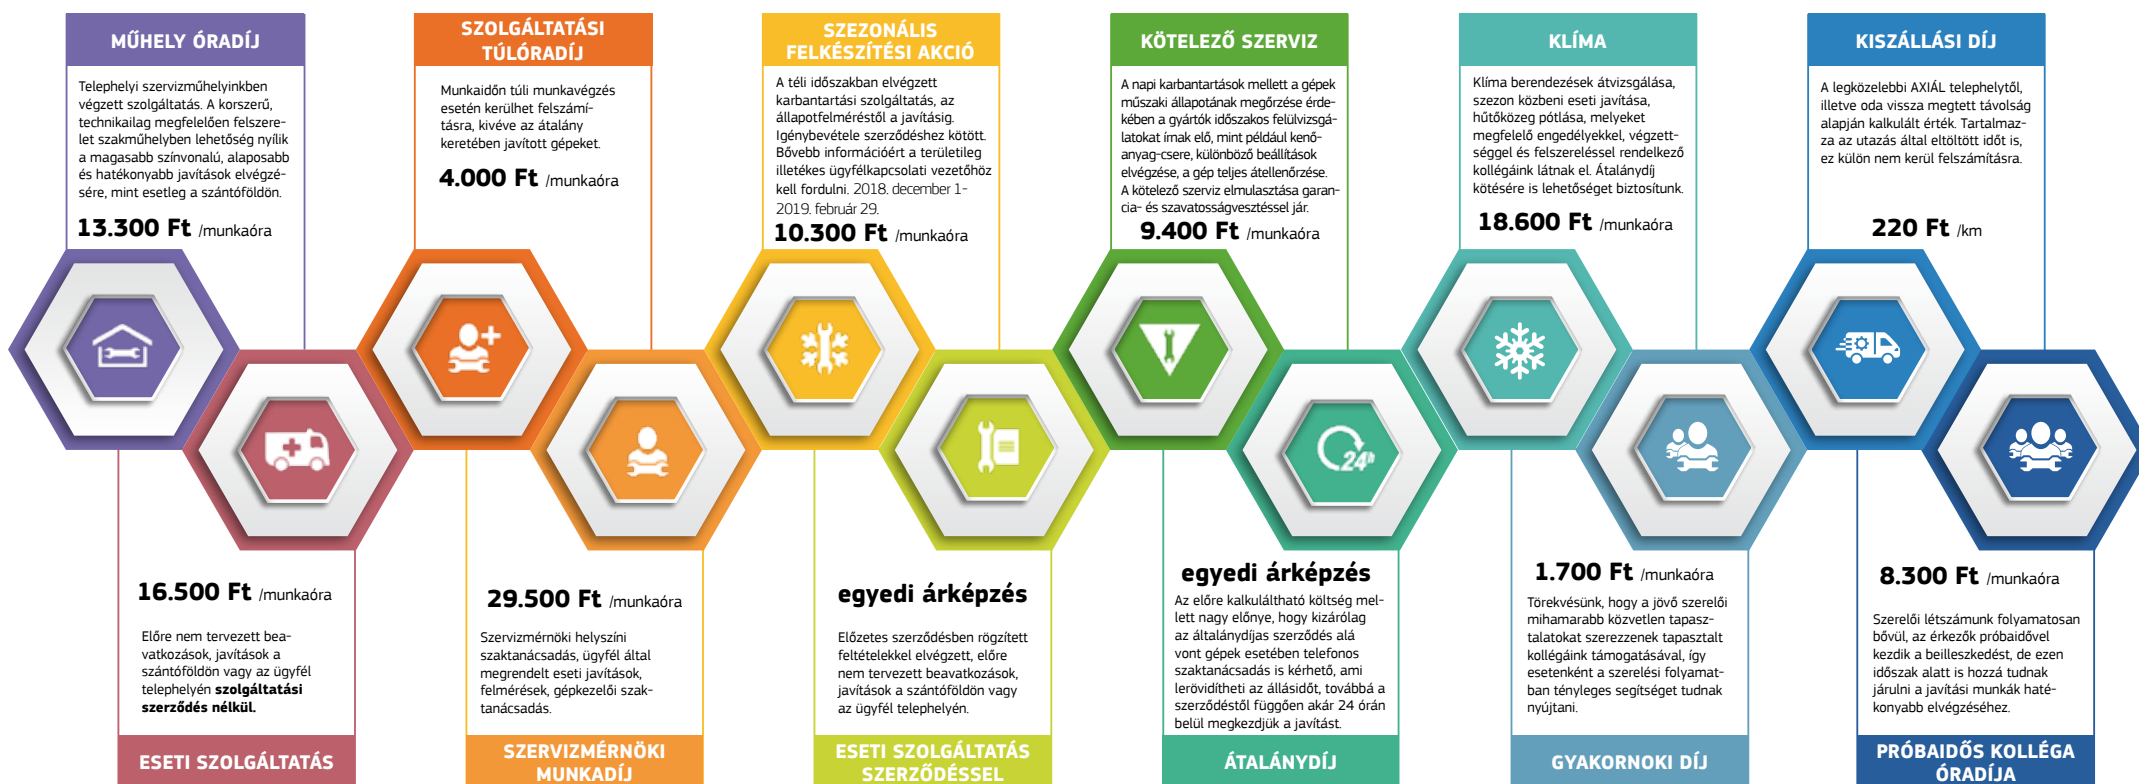 MŰHELY ÓRADÍJ
Telephelyi szervizműhelyinkben
végzett szolgáltatás. A korszerű,
technikailag megfelelően felszere-
let szakműhelyben lehetőség nyílik
a magasabb színvonalú, alaposabb
és hatékonyabb javítások elvégzé-
sére, mint esetleg a szántóföldön.
13.300 Ft /munkaóra
SZOLGÁLTATÁSI
TÚLÓRADÍJ
Munkaidőn túli munkavégzés
esetén kerülhet felszámí-
tásra, kivéve az átalány
keretében javított gépeket.
4.000 Ft /munkaóra
SZEZONÁLIS
FELKÉSZÍTÉSI AKCIÓ
A téli időszakban elvégzett
karbantartási szolgáltatás, az
állapotfelméréstől a javításig.
Igénybevétele szerződéshez kötött.
Bővebb információért a területileg
illetékes ügyfélkapcsolati vezetőhöz
kell fordulni. 2018. december 1-
2019. február 29.
10.300 Ft /munkaóra
KÖTELEZŐ SZERVIZ
A napi karbantartások mellett a gépek
műszaki állapotának megőrzése érde-
kében a gyártók időszakos felülvizsgá-
latokat írnak elő, mint például kenő-
anyag-csere, különböző beállítások
elvégzése, a gép teljes átellenőrzése.
A kötelező szerviz elmulasztása garan-
cia- és szavatosságvesztéssel jár.
9.400 Ft /munkaóra
KLÍMA
Klíma berendezések átvizsgálása,
szezon közbeni eseti javítása,
hűtőközeg pótlása, melyeket
megfelelő engedélyekkel, végzett-
séggel és felszereléssel rendelkező
kollégáink látnak el. Átalánydíj
kötésére is lehetőséget biztosítunk.
18.600 Ft /munkaóra
KISZÁLLÁSI DÍJ
A legközelebbi AXIÁL telephelytől,
illetve oda vissza megtett távolság
alapján kalkulált érték. Tartalmaz-
za az utazás által eltöltött időt is,
ez külön nem kerül felszámításra.
220 Ft /km
24h
16.500 Ft /munkaóra
Előre nem tervezett bea-
vatkozások, javítások a
szántóföldön vagy az ügyfél
telephelyén szolgáltatási
szerződés nélkül.
ESETI SZOLGÁLTATÁS
29.500 Ft /munkaóra
Szervizmérnöki helyszíni
szaktanácsadás, ügyfél által
megrendelt eseti javítások,
felmérések, gépkezelői szak-
tanácsadás.
SZERVIZMÉRNÖKI
MUNKADÍJ
egyedi árképzés
Előzetes szerződésben rögzített
feltételekkel elvégzett, előre
nem tervezett beavatkozások,
javítások a szántóföldön vagy
az ügyfél telephelyén.
ESETI SZOLGÁLTATÁS
SZERZŐDÉSSEL
egyedi árképzés
Az előre kalkulálható költség mel-
lett nagy előnye, hogy kizárólag
az általánydíjas szerződés alá
vont gépek esetében telefonos
szaktanácsadás is kérhető, ami
lerövidítheti az állásidőt, továbbá a
szerződéstől függően akár 24 órán
belül megkezdjük a javítást.
ÁTALÁNYDÍJ
1.700 Ft /munkaóra
Törekvésünk, hogy a jövő szerelői
mihamarabb közvetlen tapasz-
talatokat szerezzenek tapasztalt
kollégáink támogatásával, így
esetenként a szerelési folyamat-
ban tényleges segítséget tudnak
nyújtani.
GYAKORNOKI DÍJ
8.300 Ft /munkaóra
Szerelői létszámunk folyamatosan
bővül, az érkezők próbaidővel
kezdik a beilleszkedést, de ezen
időszak alatt is hozzá tudnak
járulni a javítási munkák haté-
konyabb elvégzéséhez.
PRÓBAIDŐS KOLLÉGA
ÓRADÍJA